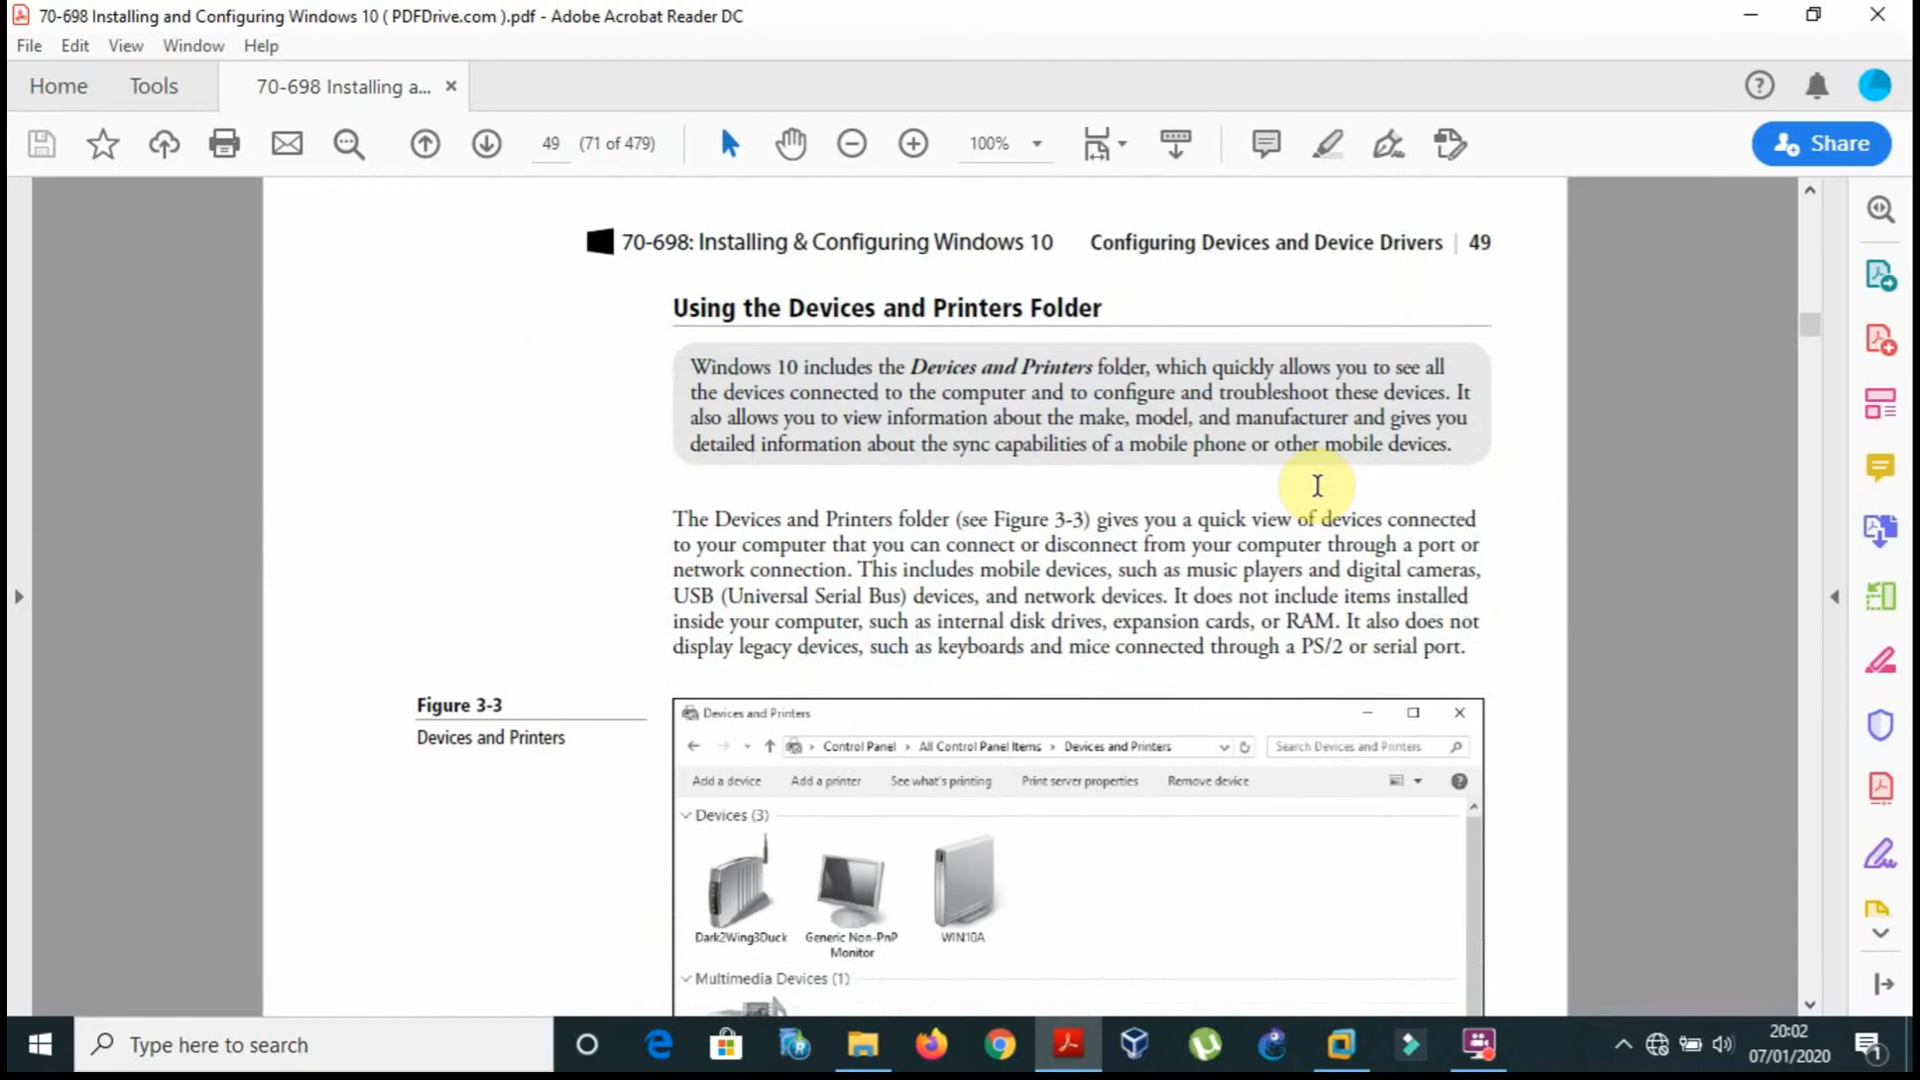 70-698 Installing and Configuring Windows 10 ( PDFDrive.com ).pdf - Adobe Acrobat Reader DC
File Edit View Window Help
Home Tools 70-698 Installing a...
49 (71 of 479) 100% Share
70-698: Installing & Configuring Windows 10 Configuring Devices and Device Drivers | 49
Using the Devices and Printers Folder
Windows 10 includes the Devices and Printers folder, which quickly allows you to see all
the devices connected to the computer and to configure and troubleshoot these devices. It
also allows you to view information about the make, model, and manufacturer and gives you
detailed information about the sync capabilities of a mobile phone or other mobile devices.
The Devices and Printers folder (see Figure 3-3) gives you a quick view of devices connected
to your computer that you can connect or disconnect from your computer through a port or
network connection. This includes mobile devices, such as music players and digital cameras,
USB (Universal Serial Bus) devices, and network devices. It does not include items installed
inside your computer, such as internal disk drives, expansion cards, or RAM. It also does not
display legacy devices, such as keyboards and mice connected through a PS/2 or serial port.
Figure 3-3
Devices and Printers
Devices and Printers
Control Panel > All Control Panel Items > Devices and Printers Search Devices and Printers
Add a device Add a printer See what's printing Print server properties Remove device
Devices (3)
Dark2Wing3Duck Generic Non-PnP WIN10A
Monitor
Multimedia Devices (1)
Type here to search
20:02
07/01/2020
1